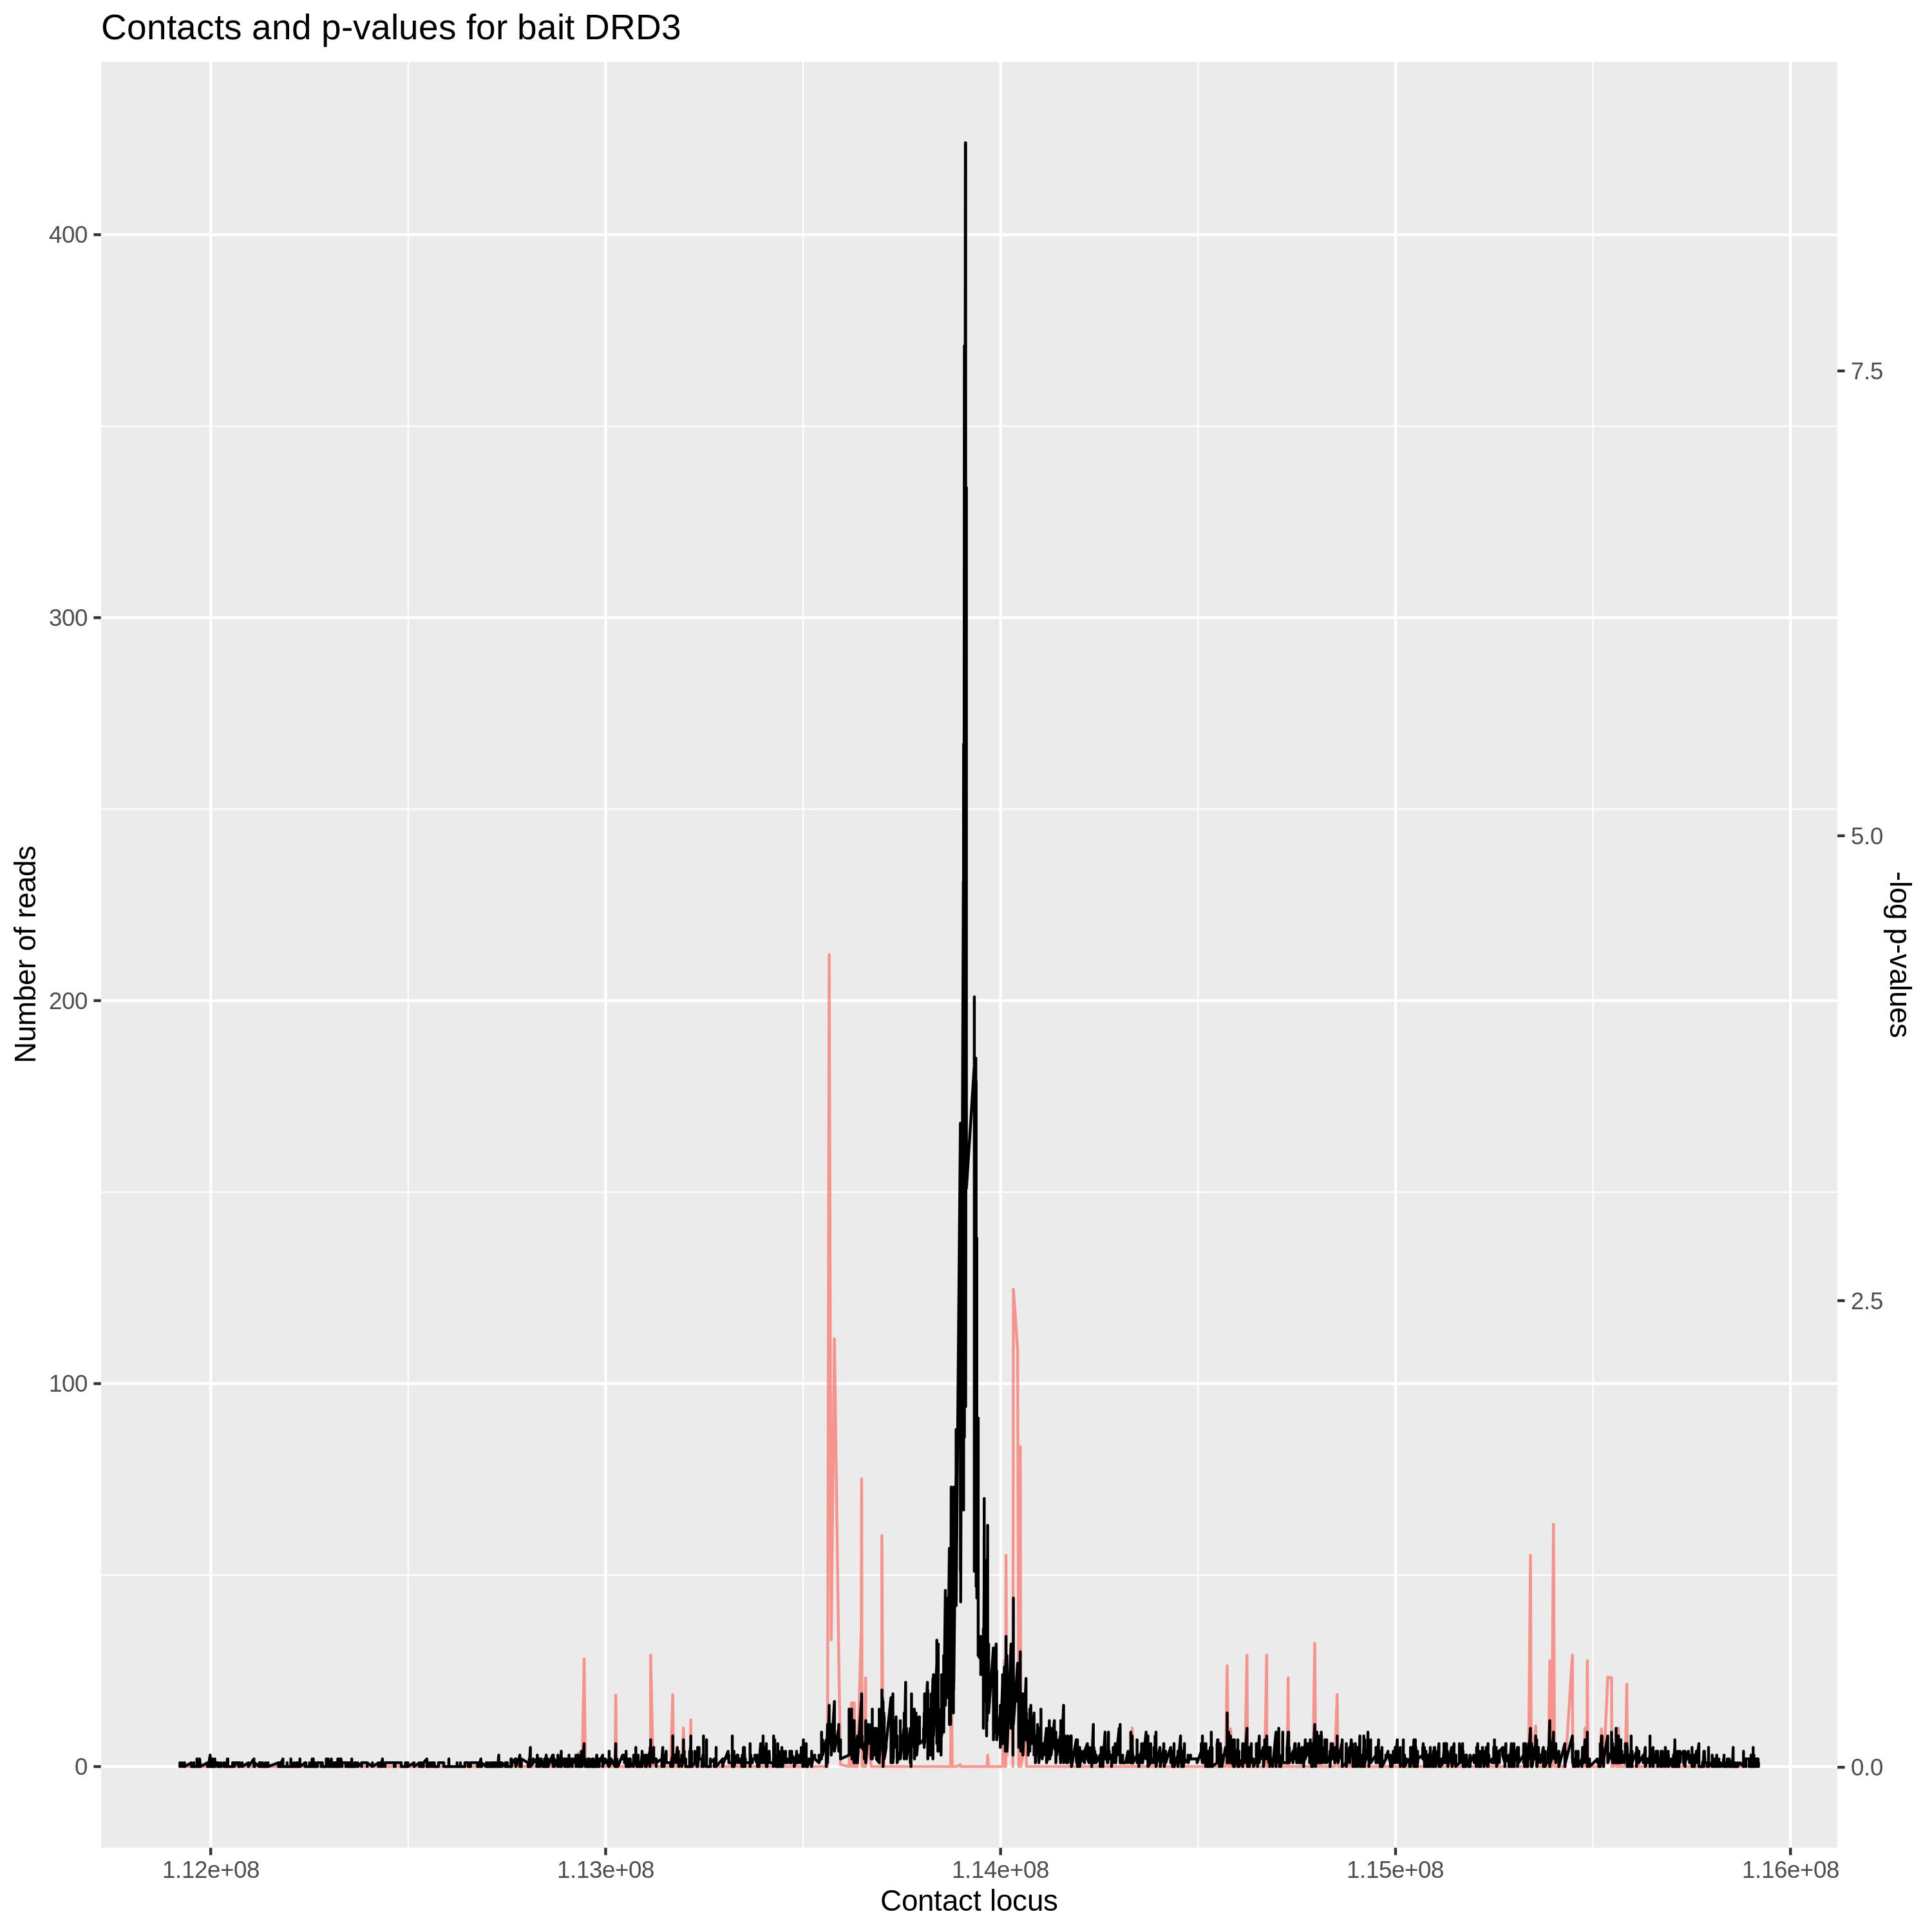 Contacts and p-values for bait DRD3
400
300
200
100
0
Number of reads
7.5
5.0
2.5
0.0
-log p-values
1.12e+08
1.13e+08
1.14e+08
1.15e+08
1.16e+08
Contact locus